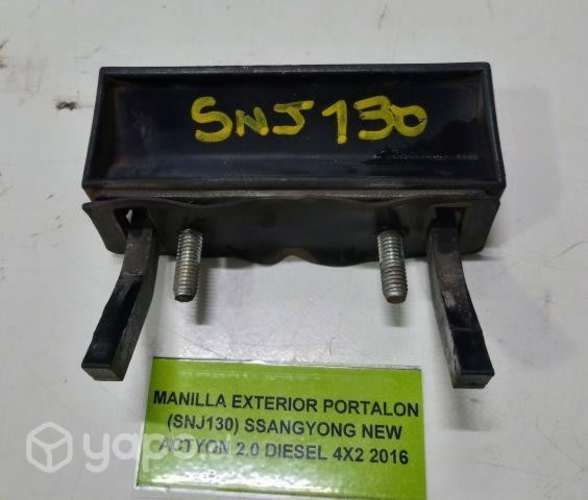 SNJ130
MANILLA EXTERIOR PORTALON
(SNJ130) SSANGYONG NEW
ACTYON 2.0 DIESEL 4X2 2016
yapo